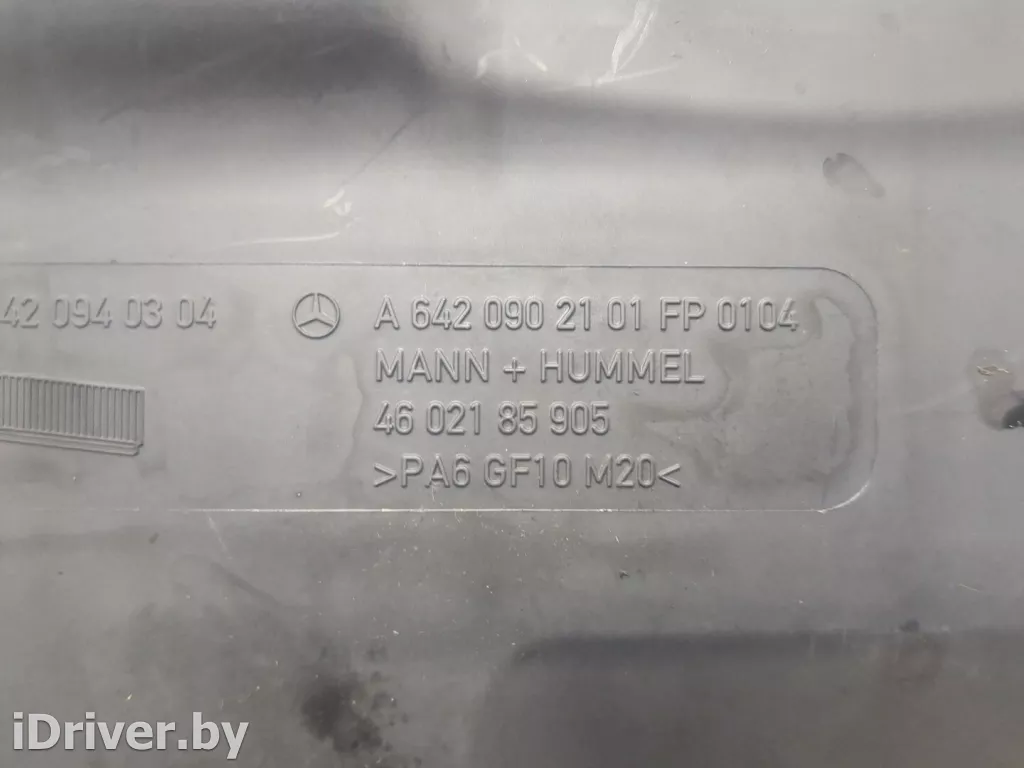 42 094 03 04
A 642 090 21 01 FP 0104
MANN + HUMMEL
46 021 85 905
>PA6 GF10 M20<
iDriver.by